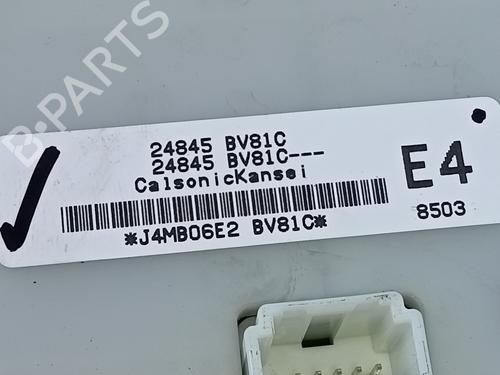 B-PARTS
24845 BV81C
24845 BV81C---
CalsonicKansei
*J4MB06E2 BV81C*
E4
8503